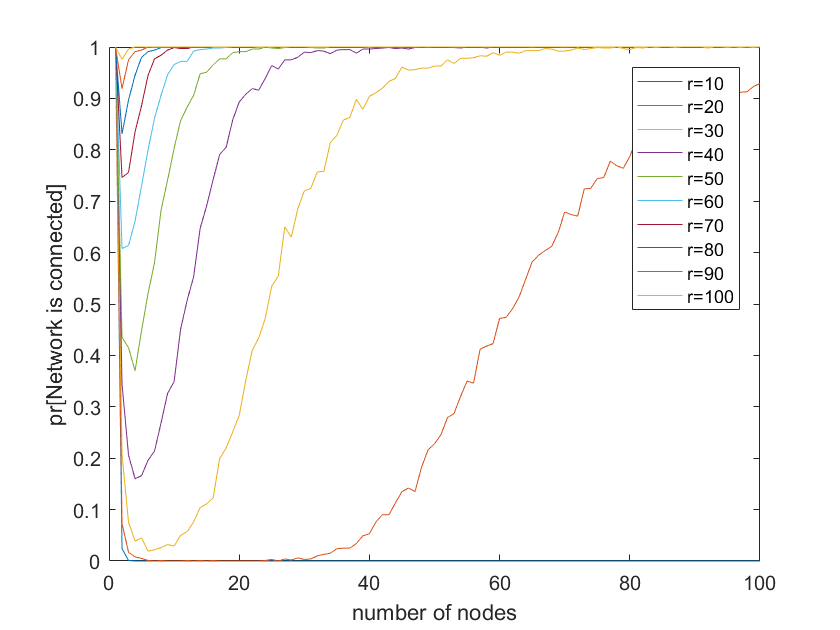 1
0.9
0.8
0.7
0.6
0.5
0.4
0.3
0.2
0.1
0
pr[Network is connected]
r=10
r=20
r=30
r=40
r=50
r=60
r=70
r=80
r=90
r=100
0 20 40 60 80 100
number of nodes